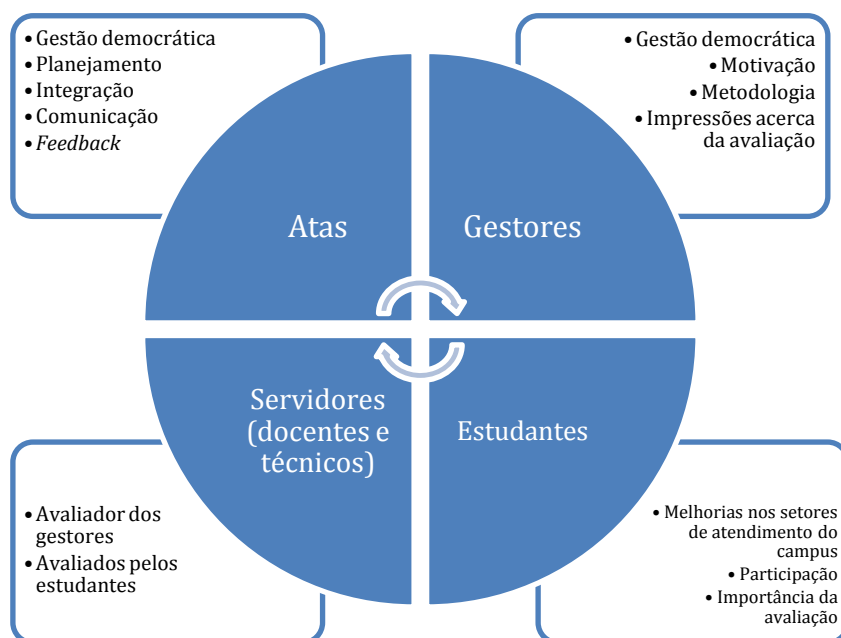 • Gestão democrática
• Planejamento
• Integração
• Comunicação
• Feedback
• Gestão democrática
• Motivação
• Metodologia
• Impressões acerca
da avaliação
Atas
Gestores
Servidores
(docentes e
técnicos)
Estudantes
• Avaliador dos
gestores
• Avaliados pelos
estudantes
• Melhorias nos setores
de atendimento do
campus
• Participação
• Importância da
avaliação